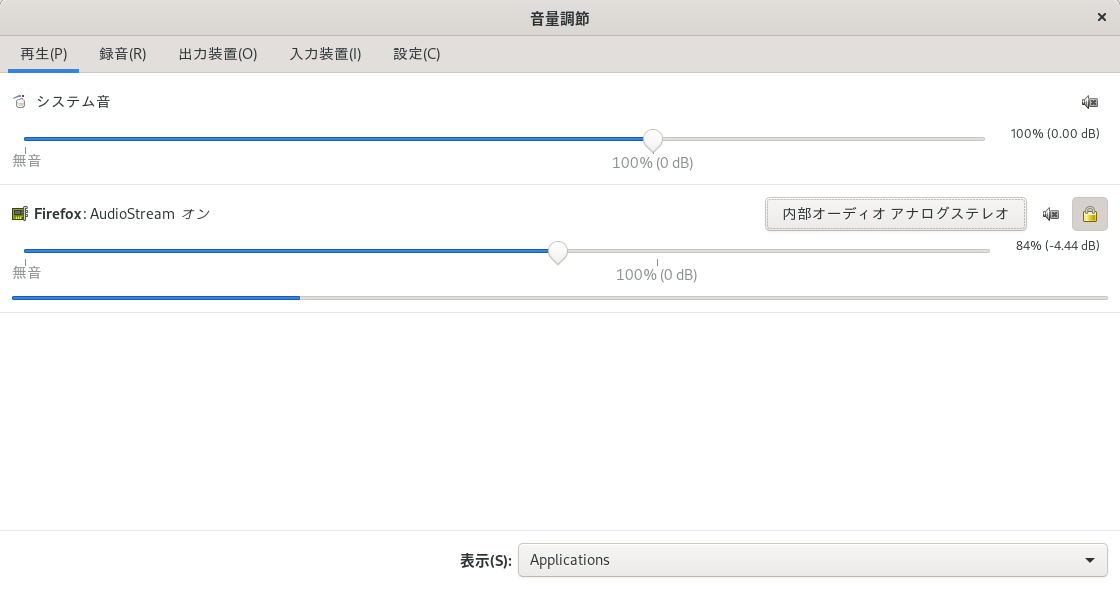 音量調節
再生(P) 録音(R) 出力装置(O) 入力装置(I) 設定(C)
システム音
100% (0.00 dB)
無音 100% (0 dB)
Firefox: AudioStream オン 内部オーディオ アナログステレオ
84% (-4.44 dB)
無音 100% (0 dB)
表示(S): Applications